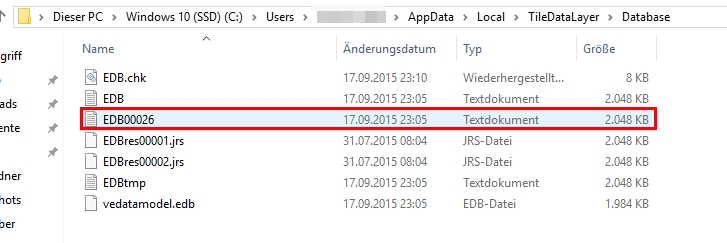 Dieser PC > Windows 10 (SSD) (C:) > Users > > AppData > Local > TileDataLayer > Database
Name Änderungsdatum Typ Größe
griff
EDB.chk 17.09.2015 23:10 Wiederhergestellt... 8 KB
EDB 17.09.2015 23:05 Textdokument 2.048 KB
ads
EDB00026 17.09.2015 23:05 Textdokument 2.048 KB
ente
EDBres00001.jrs 31.07.2015 08:04 JRS-Datei 2.048 KB
EDBres00002.jrs 31.07.2015 08:04 JRS-Datei 2.048 KB
dner
EDBtmp 17.09.2015 23:05 Textdokument 2.048 KB
hots
vedatamodel.edb 17.09.2015 23:05 EDB-Datei 1.984 KB
ber